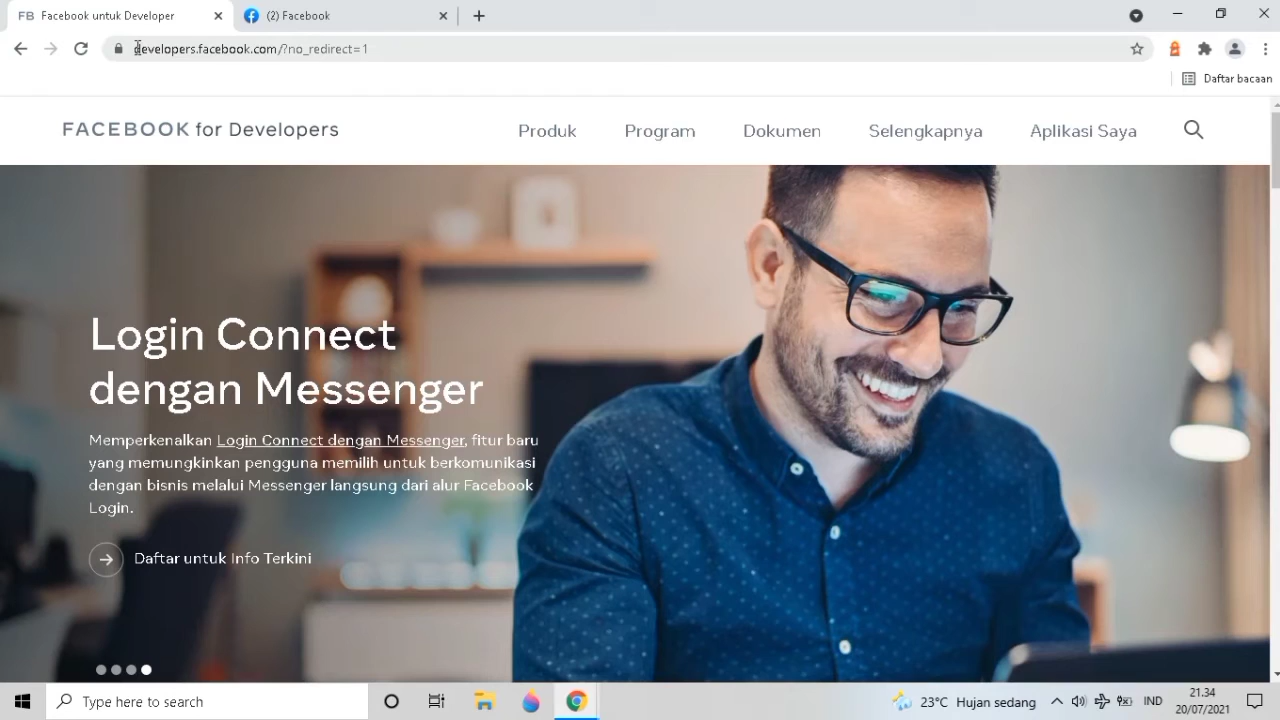 FB Facebook untuk Developer
(2) Facebook
developers.facebook.com/?no_redirect=1
Daftar bacaan
FACEBOOK for Developers
Produk
Program
Dokumen
Selengkapnya
Aplikasi Saya
Login Connect
dengan Messenger
Memperkenalkan Login Connect dengan Messenger, fitur baru
yang memungkinkan pengguna memilih untuk berkomunikasi
dengan bisnis melalui Messenger langsung dari alur Facebook
Login.
Daftar untuk Info Terkini
Type here to search
23°C Hujan sedang
IND
21.34
20/07/2021